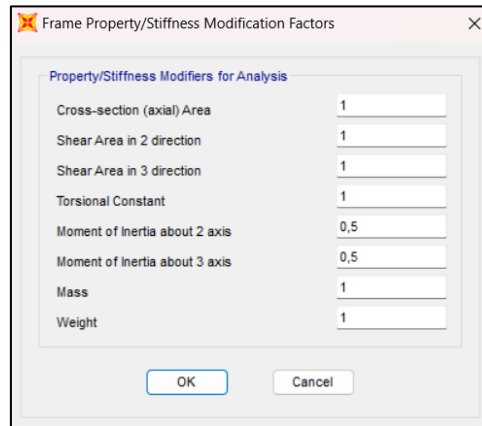 Frame Property/Stiffness Modification Factors
Property/Stiffness Modifiers for Analysis
Cross-section (axial) Area 1
Shear Area in 2 direction 1
Shear Area in 3 direction 1
Torsional Constant 1
Moment of Inertia about 2 axis 0,5
Moment of Inertia about 3 axis 0,5
Mass 1
Weight 1
OK Cancel